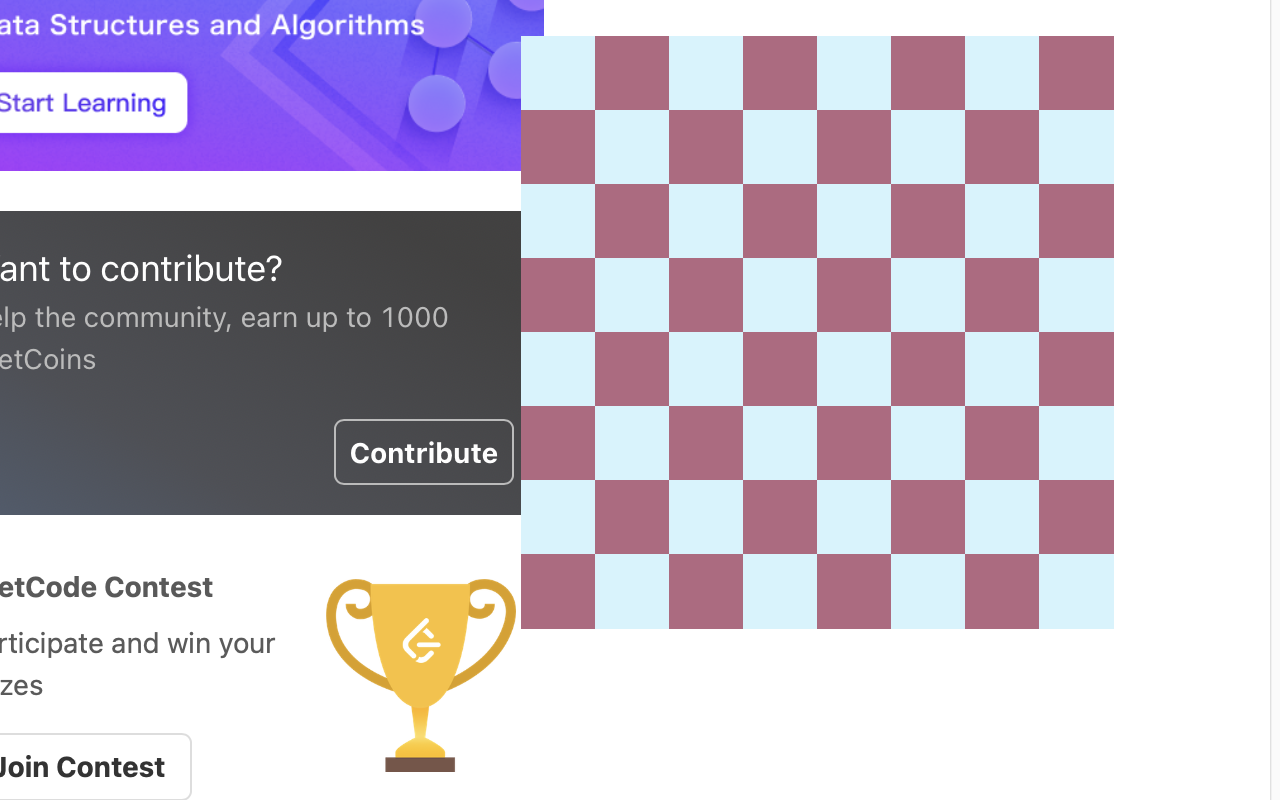 ata Structures and Algorithms
Start Learning
ant to contribute?
elp the community, earn up to 1000
etCoins
Contribute
etCode Contest
rticipate and win your
zes
Join Contest